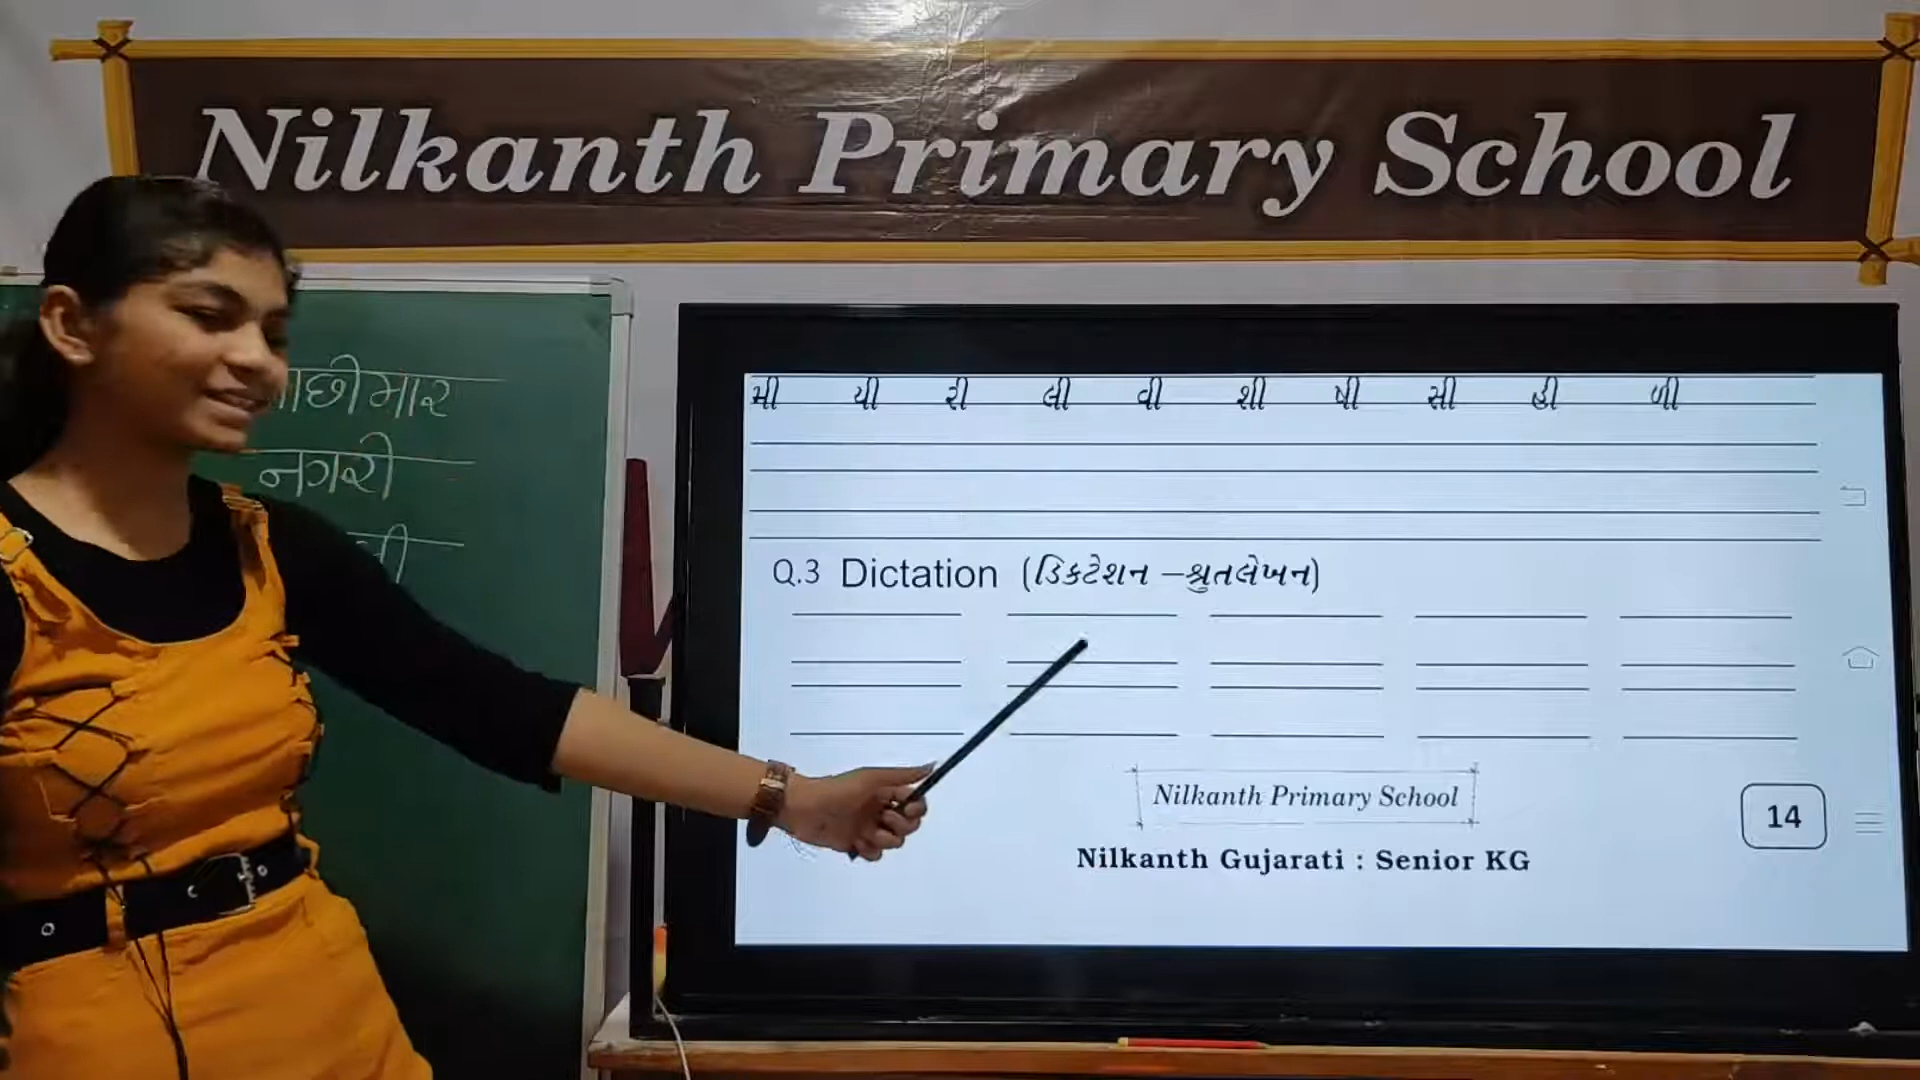 Nilkanth Primary School
છીમાર
નગરી
મી યી રી લી વી શી ષી સી હી ળી
Q.3 Dictation (ડિકટેશન –શ્રુતલેખન)
Nilkanth Primary School
14
Nilkanth Gujarati : Senior KG